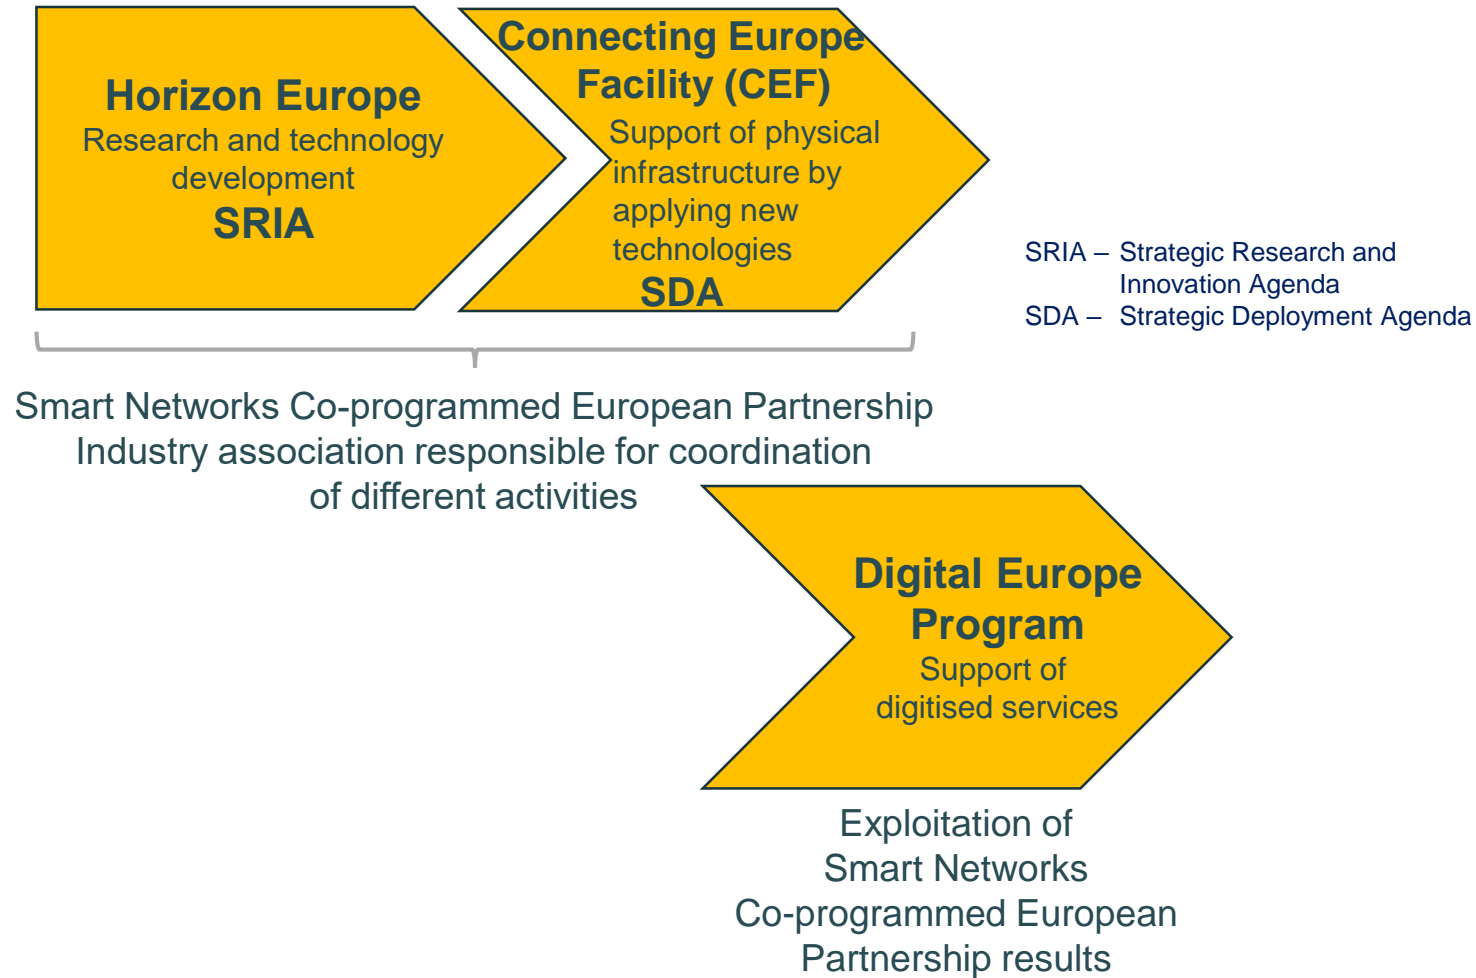 Horizon Europe
Research and technology
development
SRIA
Connecting Europe
Facility (CEF)
Support of physical
infrastructure by
applying new
technologies
SDA
SRIA – Strategic Research and
Innovation Agenda
SDA – Strategic Deployment Agenda
Smart Networks Co-programmed European Partnership
Industry association responsible for coordination
of different activities
Digital Europe
Program
Support of
digitised services
Exploitation of
Smart Networks
Co-programmed European
Partnership results